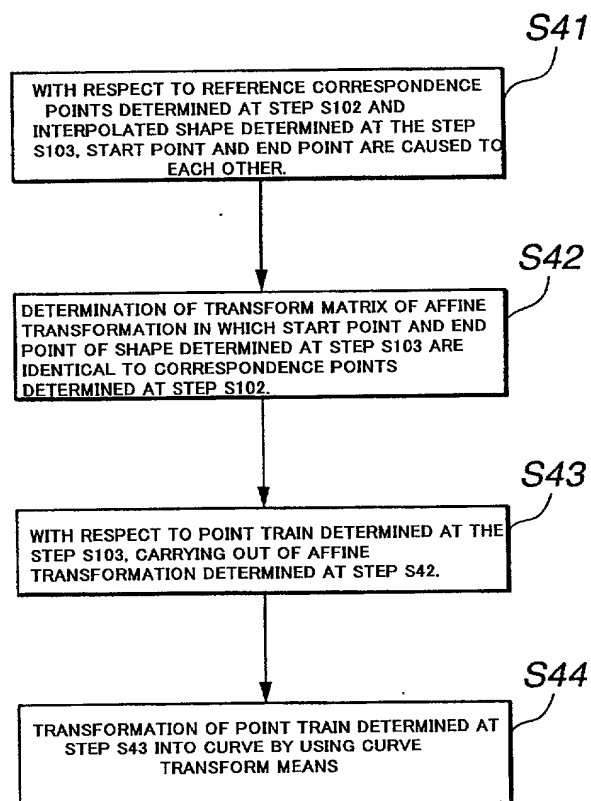 S41
WITH RESPECT TO REFERENCE CORRESPONDENCE
POINTS DETERMINED AT STEP S102 AND
INTERPOLATED SHAPE DETERMINED AT THE STEP
S103, START POINT AND END POINT ARE CAUSED TO
EACH OTHER.
S42
DETERMINATION OF TRANSFORM MATRIX OF AFFINE
TRANSFORMATION IN WHICH START POINT AND END
POINT OF SHAPE DETERMINED AT STEP S103 ARE
IDENTICAL TO CORRESPONDENCE POINTS
DETERMINED AT STEP S102.
S43
WITH RESPECT TO POINT TRAIN DETERMINED AT THE
STEP S103, CARRYING OUT OF AFFINE
TRANSFORMATION DETERMINED AT STEP S42.
S44
TRANSFORMATION OF POINT TRAIN DETERMINED AT
STEP S43 INTO CURVE BY USING CURVE
TRANSFORM MEANS